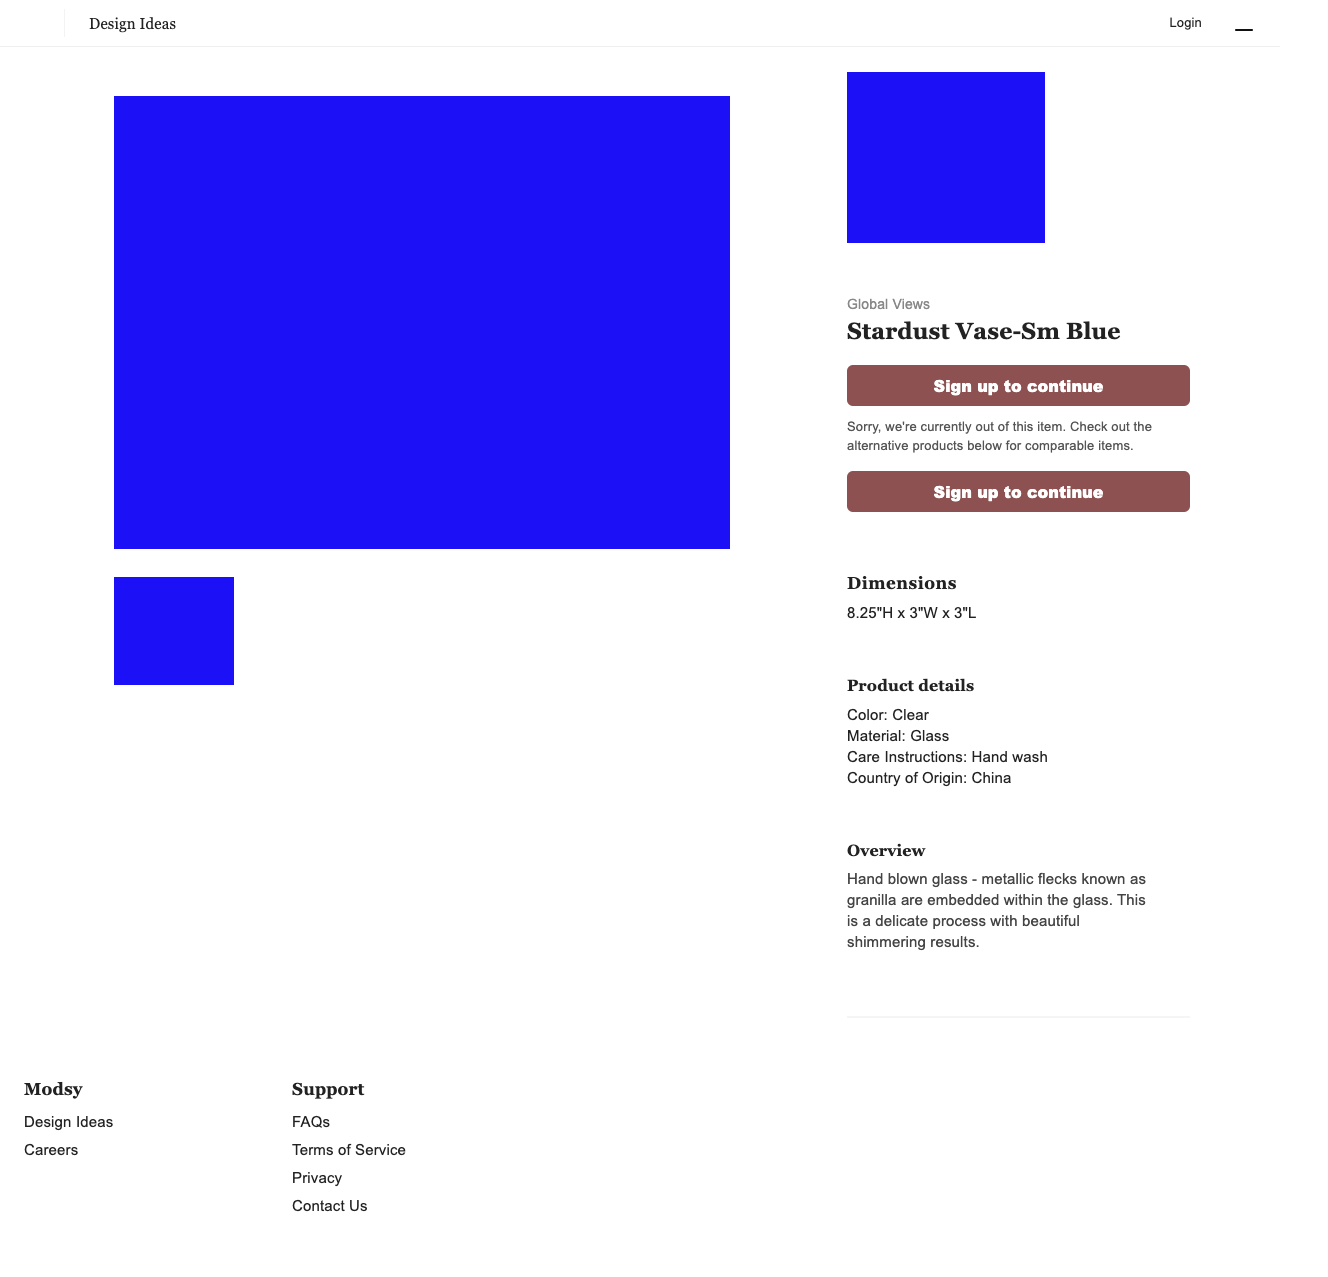 Design Ideas
Login
Global Views
Stardust Vase-Sm Blue
Sign up to continue
Sorry, we're currently out of this item. Check out the
alternative products below for comparable items.
Sign up to continue
Dimensions
8.25"H x 3"W x 3"L
Product details
Color: Clear
Material: Glass
Care Instructions: Hand wash
Country of Origin: China
Overview
Hand blown glass - metallic flecks known as
granilla are embedded within the glass. This
is a delicate process with beautiful
shimmering results.
Modsy
Design Ideas
Careers
Support
FAQs
Terms of Service
Privacy
Contact Us